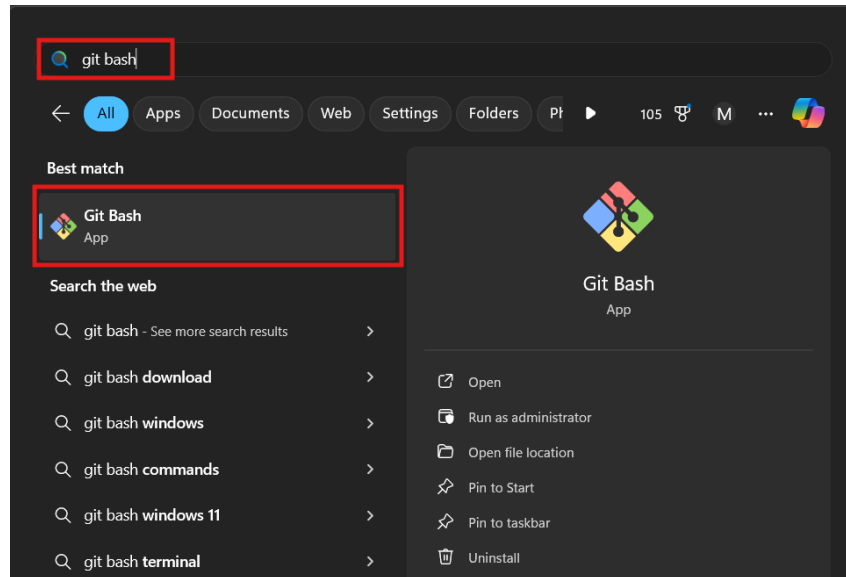 git bash
All Apps Documents Web Settings Folders 105 M ...
Best match
Git Bash
App
Search the web
git bash - See more search results
git bash download
git bash windows
git bash commands
git bash windows 11
git bash terminal
Git Bash
App
Open
Run as administrator
Open file location
Pin to Start
Pin to taskbar
Uninstall